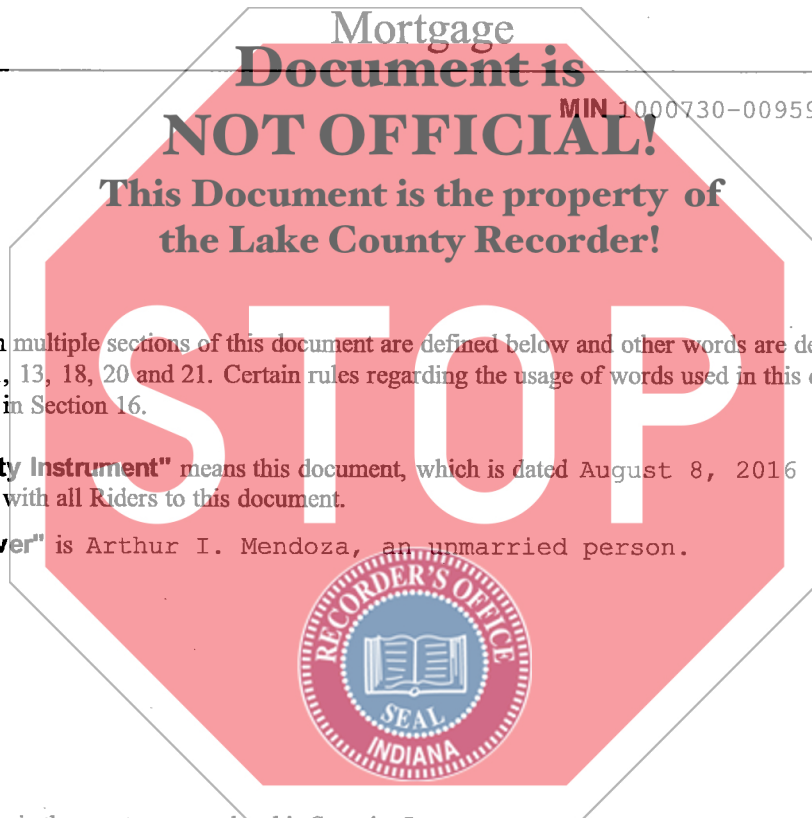 Mortgage
Document is
MIN 1000730-00959
NOT OFFICIAL!
This Document is the property of
the Lake County Recorder!
STOP
multiple sections of this document are defined below and other words are
, 13, 18, 20 and 21. Certain rules regarding the usage of words used in this
in Section 16.
ty Instrument" means this document, which is dated August 8, 2016
with all Riders to this document.
ver" is Arthur I. Mendoza, an unmarried person.
RECORDER'S OFFICE
SEAL
INDIANA